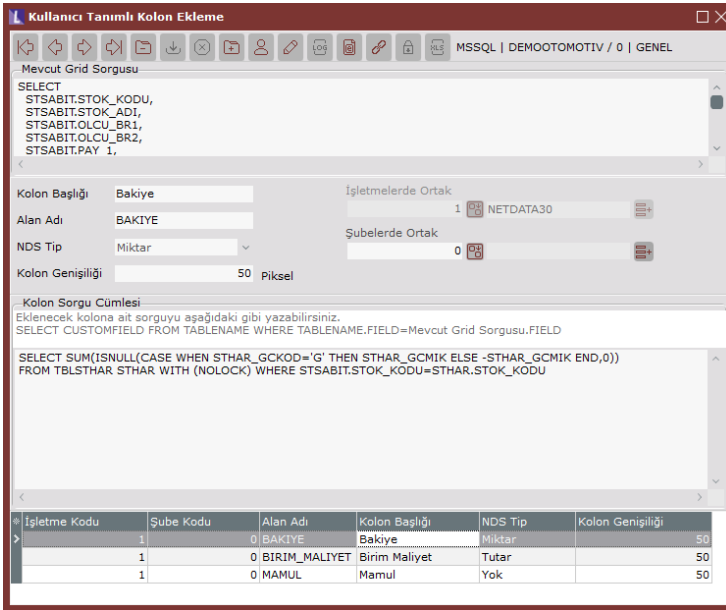 Kullanıcı Tanımlı Kolon Ekleme
LOG
XLS
MSSQL | DEMOOTOMOTIV / 0 | GENEL
Mevcut Grid Sorgusu
SELECT
STSABIT.STOK_KODU,
STSABIT.STOK_ADI,
STSABIT.OLCU_BR1,
STSABIT.OLCU_BR2,
STSABIT.PAY_1,
Kolon Başlığı Bakiye
Alan Adı BAKIYE
NDS Tip Miktar
Kolon Genişiliği 50 Piksel
İşletmelerde Ortak
1 NETDATA30
Şubelerde Ortak
0
Kolon Sorgu Cümlesi
Eklenecek kolona ait sorguyu aşağıdaki gibi yazabilirsiniz.
SELECT CUSTOMFIELD FROM TABLENAME WHERE TABLENAME.FIELD=Mevcut Grid Sorgusu.FIELD
SELECT SUM(ISNULL(CASE WHEN STHAR_GCKOD='G' THEN STHAR_GCMIK ELSE -STHAR_GCMIK END,0))
FROM TBLSTHAR STHAR WITH (NOLOCK) WHERE STSABIT.STOK_KODU=STHAR.STOK_KODU
İşletme Kodu Şube Kodu Alan Adı Kolon Başlığı NDS Tip Kolon Genişiliği
1 0 BAKIYE Bakiye Miktar 50
1 0 BIRIM_MALIYET Birim Maliyet Tutar 50
1 0 MAMUL Mamul Yok 50